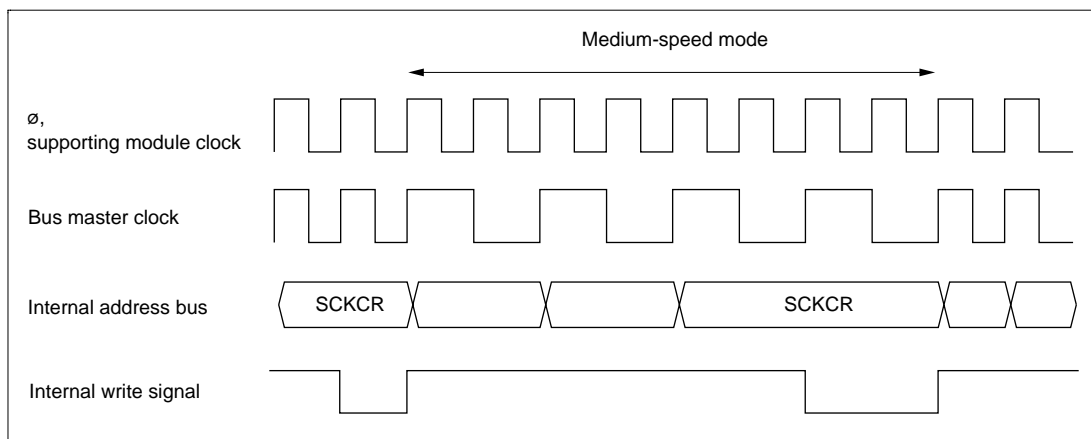 Medium-speed mode
ø,
supporting module clock
Bus master clock
Internal address bus
SCKCR
SCKCR
Internal write signal